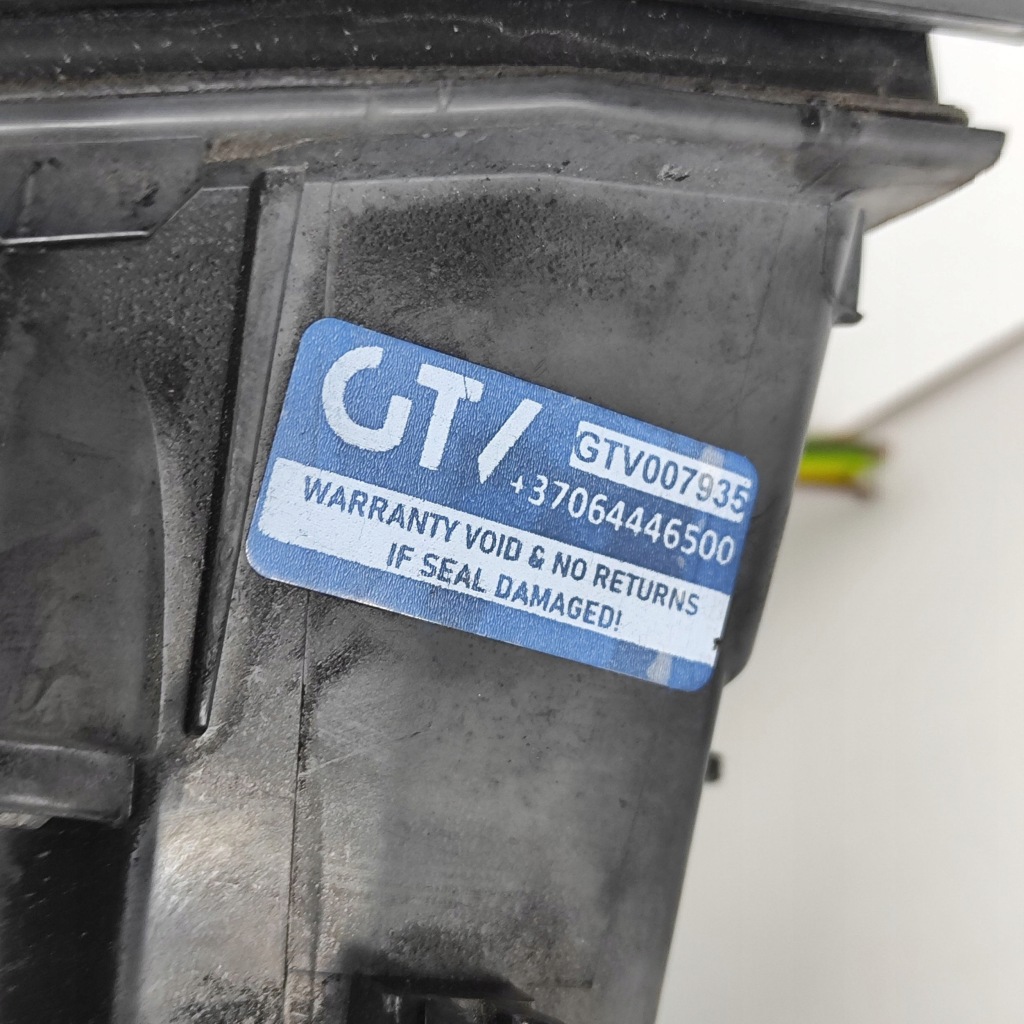 GTV
GTV007935
+37064446500
WARRANTY VOID & NO RETURNS
IF SEAL DAMAGED!